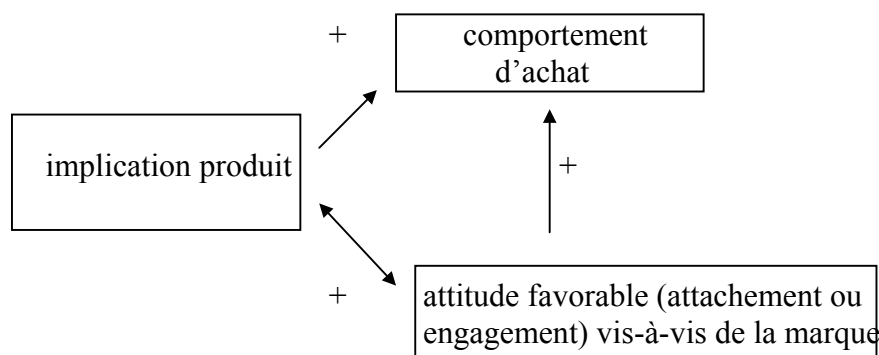 +
comportement
d’achat
implication produit
+
+
attitude favorable (attachement ou
engagement) vis-à-vis de la marque